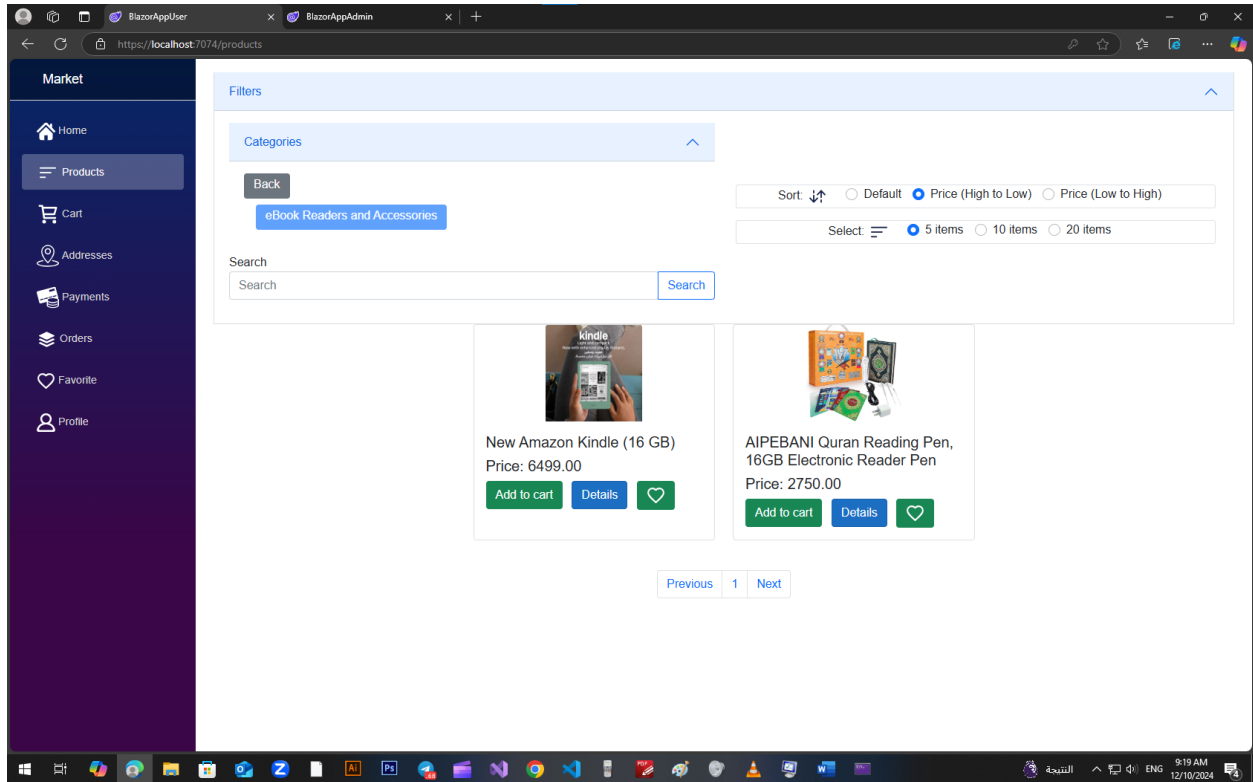 BlazorAppUser
BlazorAppAdmin
https://localhost:7074/products
Market
Home
Products
Cart
Addresses
Payments
Orders
Favorite
Profile
Filters
Categories
Back
eBook Readers and Accessories
Search
Search
Search
Sort:
Default
Price (High to Low)
Price (Low to High)
Select:
5 items
10 items
20 items
kindle
New Amazon Kindle (16 GB)
Price: 6499.00
Add to cart
Details
AIPEBANI Quran Reading Pen,
16GB Electronic Reader Pen
Price: 2750.00
Add to cart
Details
Previous
1
Next
Ai
Ps
PDF
النتيجة
ENG
9:19 AM
12/10/2024